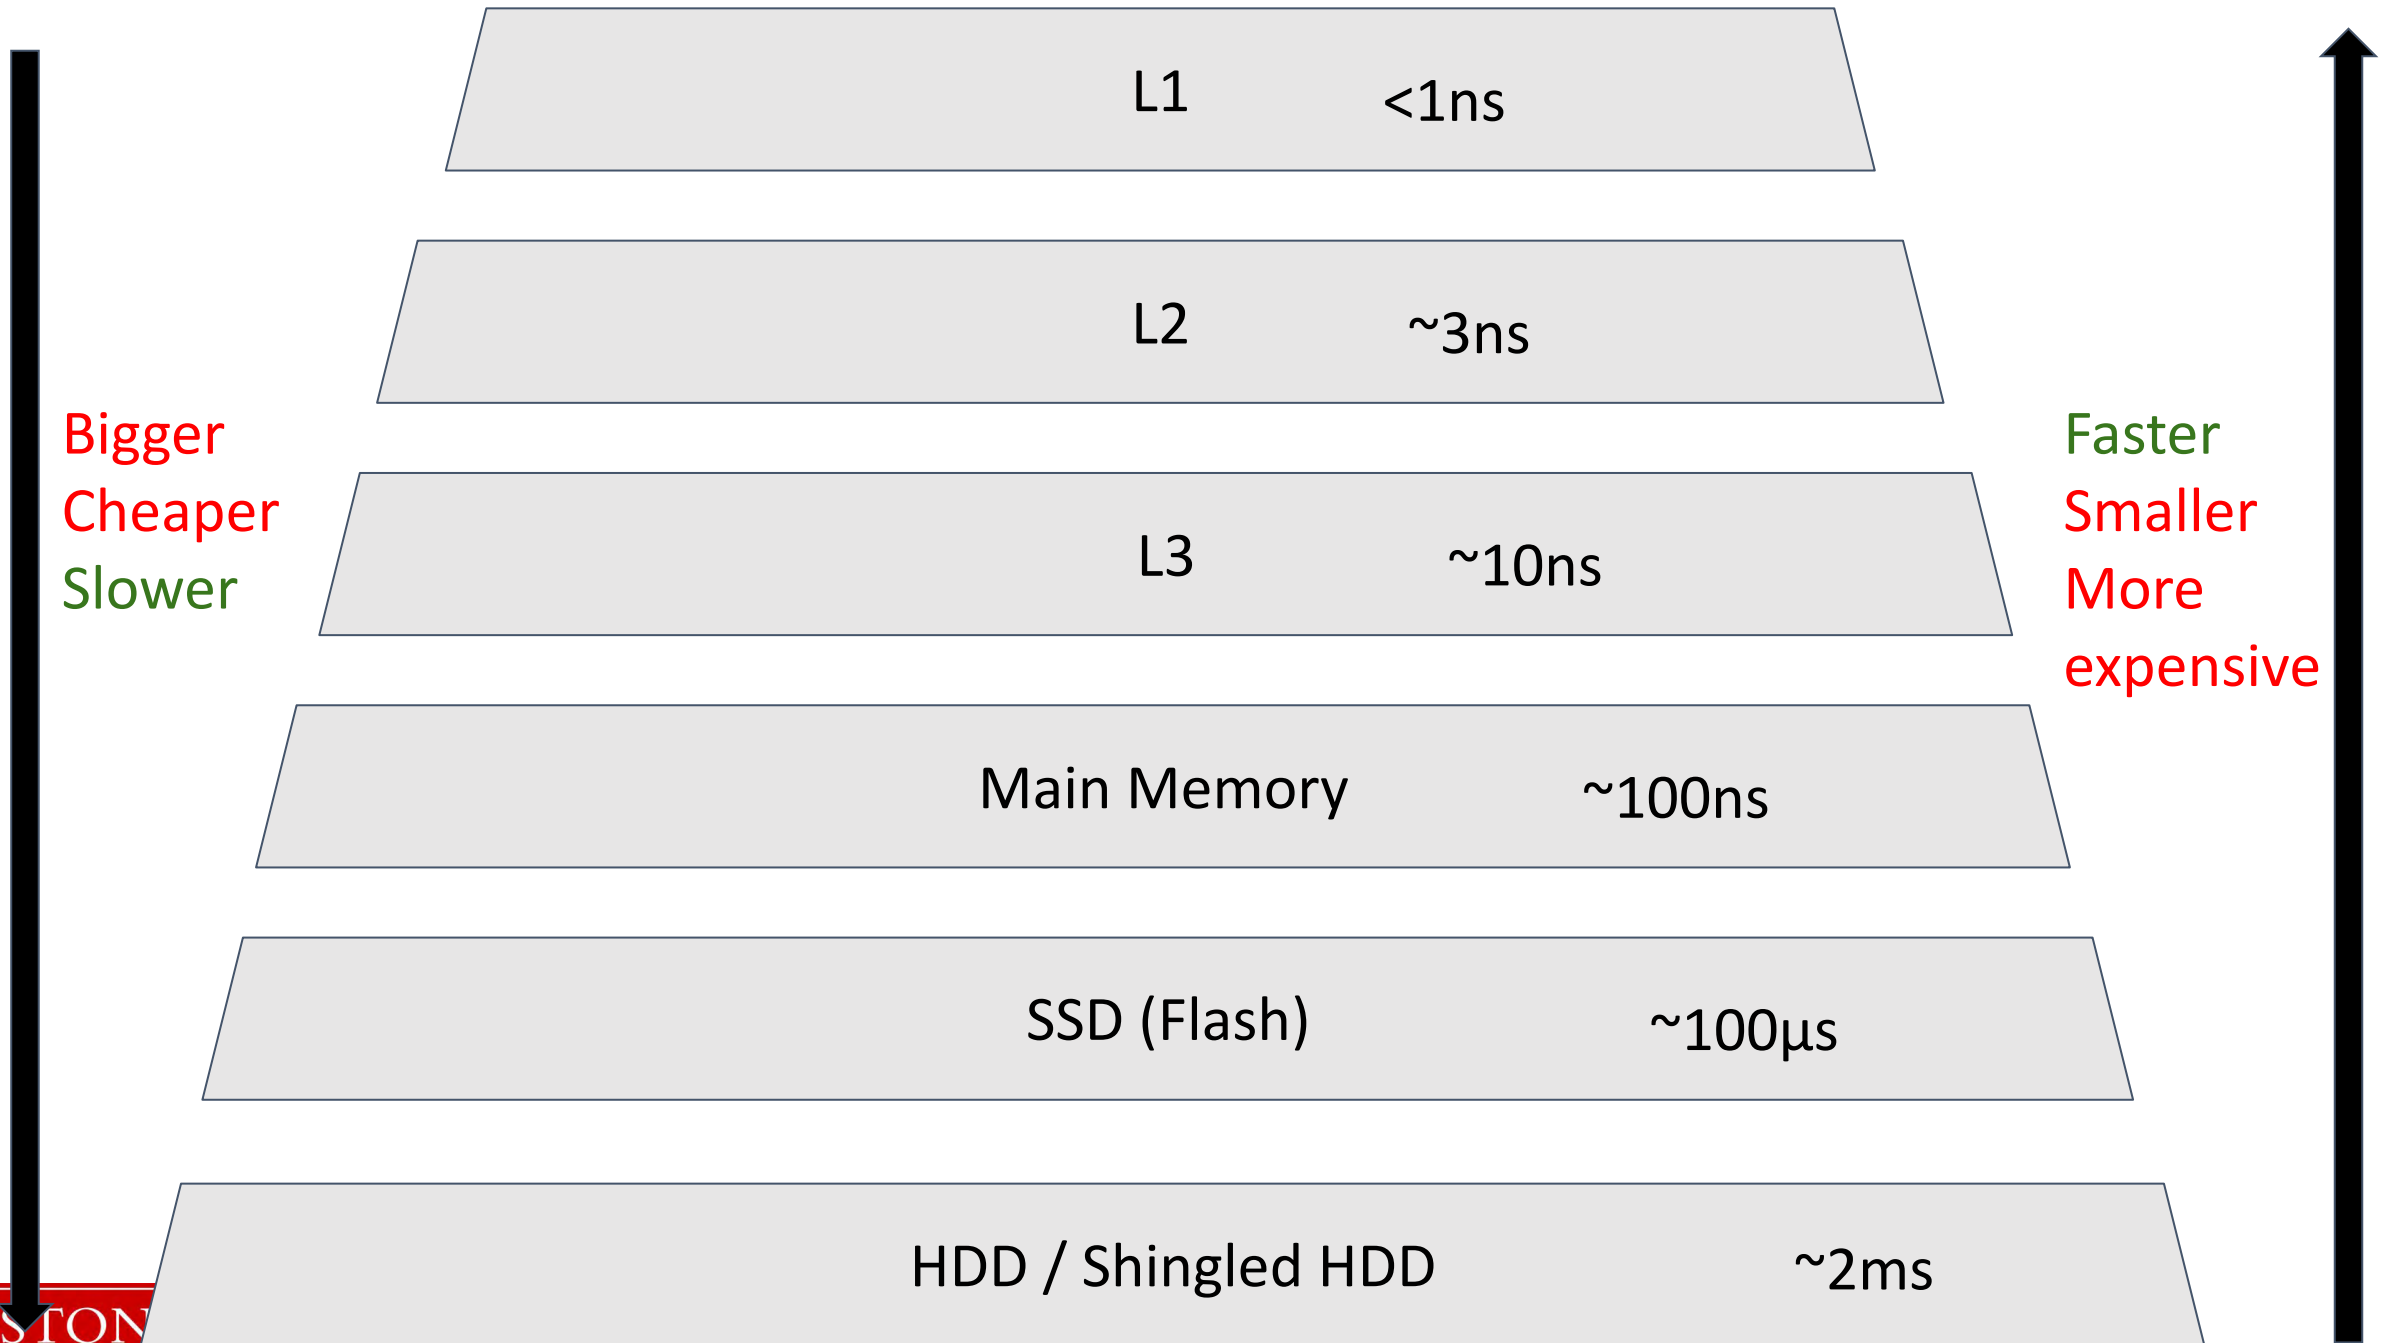 L1 <1ns
L2 ~3ns
Bigger
Cheaper
Slower
Faster
Smaller
More
expensive
L3 ~10ns
Main Memory ~100ns
SSD (Flash) ~100µs
HDD / Shingled HDD ~2ms